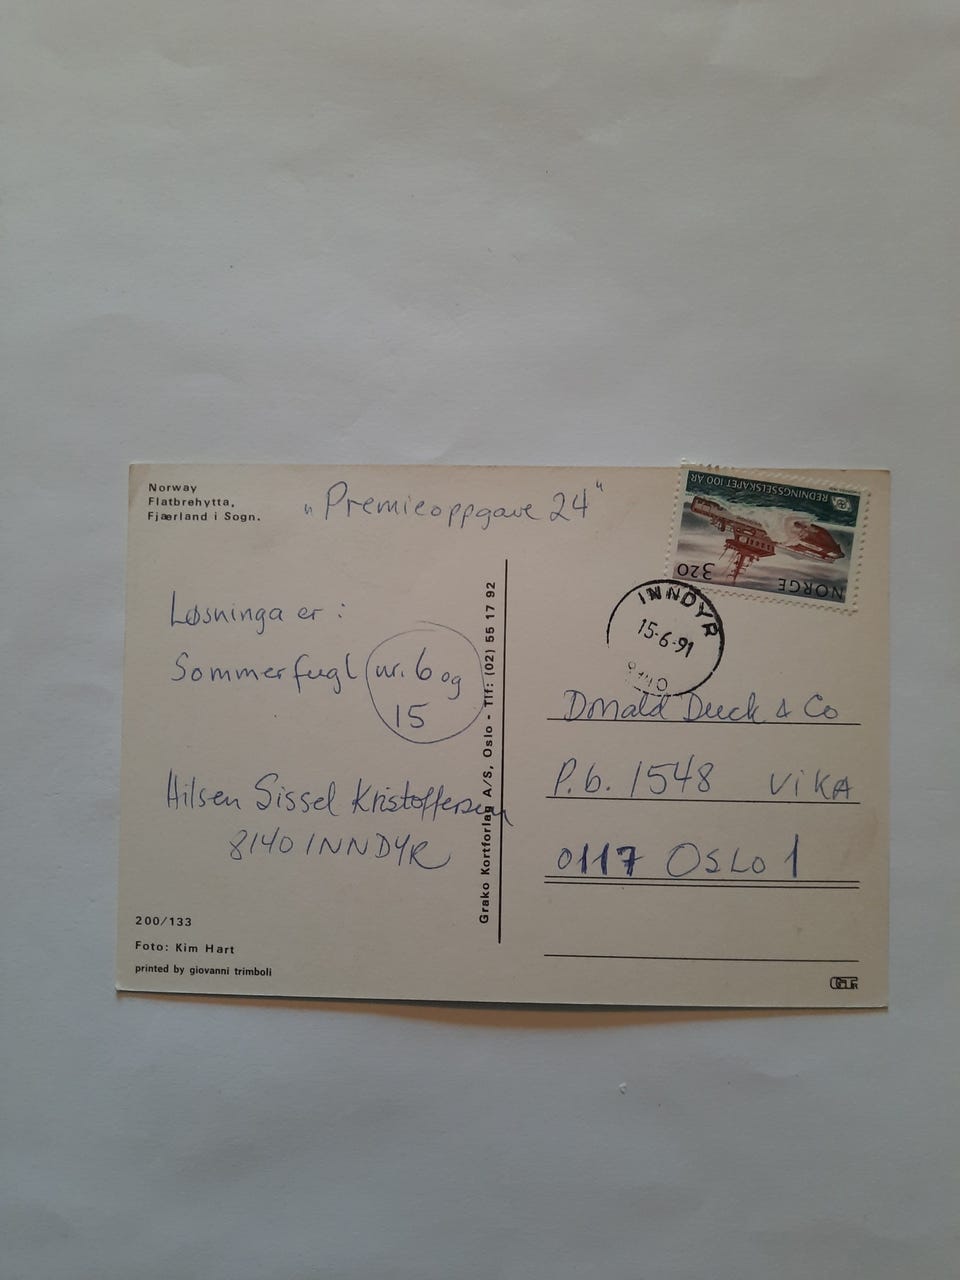 Norway
Flatbrehytta,
Fjærland i Sogn.
"Premieoppgave 24"
REDNINGSSELSKAPET 100 ÅR
NORGE
3.20
INNDYR
15-6-91
8140
Løsninga er :
Sommerfugl nr. 6 og
15
Hilsen Sissel Kristoffersen
8140 INNDYR
Grako Kortforlag A/S, Oslo - Tlf: (02) 55 17 92
Donald Duck & Co
P.b. 1548 VIKA
0117 OSLO 1
200/133
Foto: Kim Hart
printed by giovanni trimboli